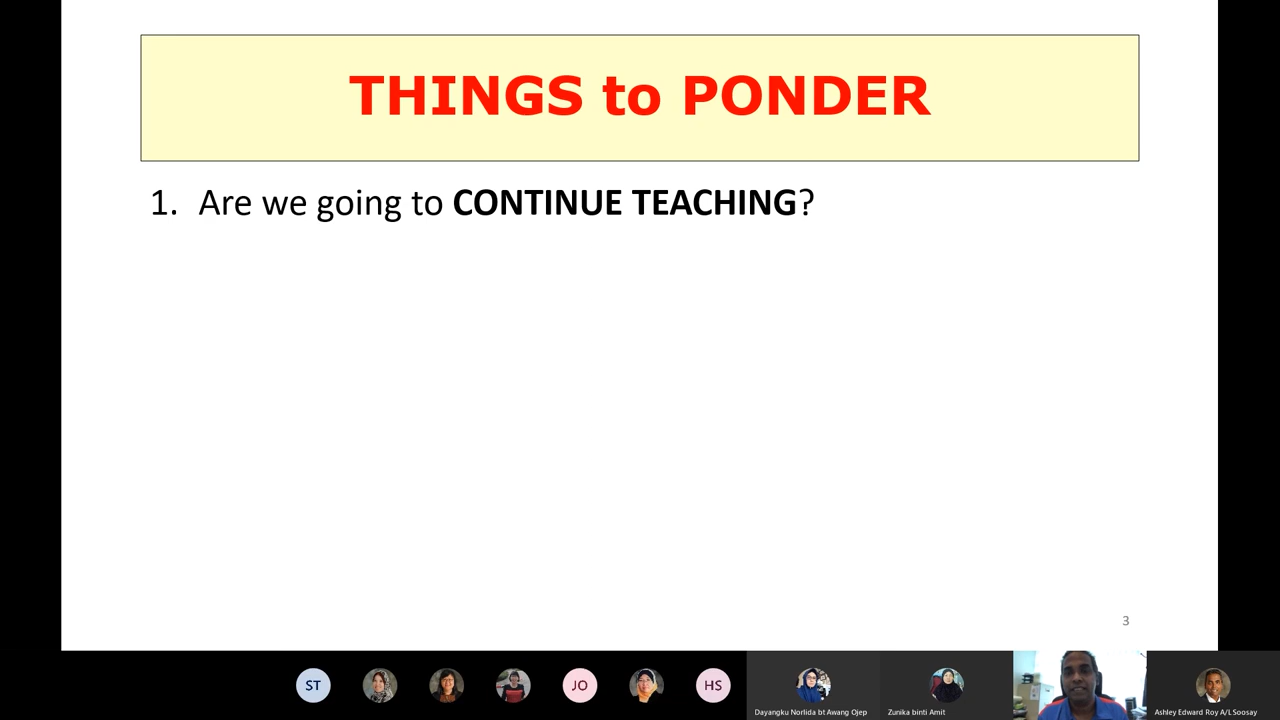 THINGS to PONDER
1. Are we going to CONTINUE TEACHING?
3
ST
JO
HS
Dayangku Norlida bt Awang Ojep
Zunika binti Amit
Ashley Edward Roy A/L Soosay